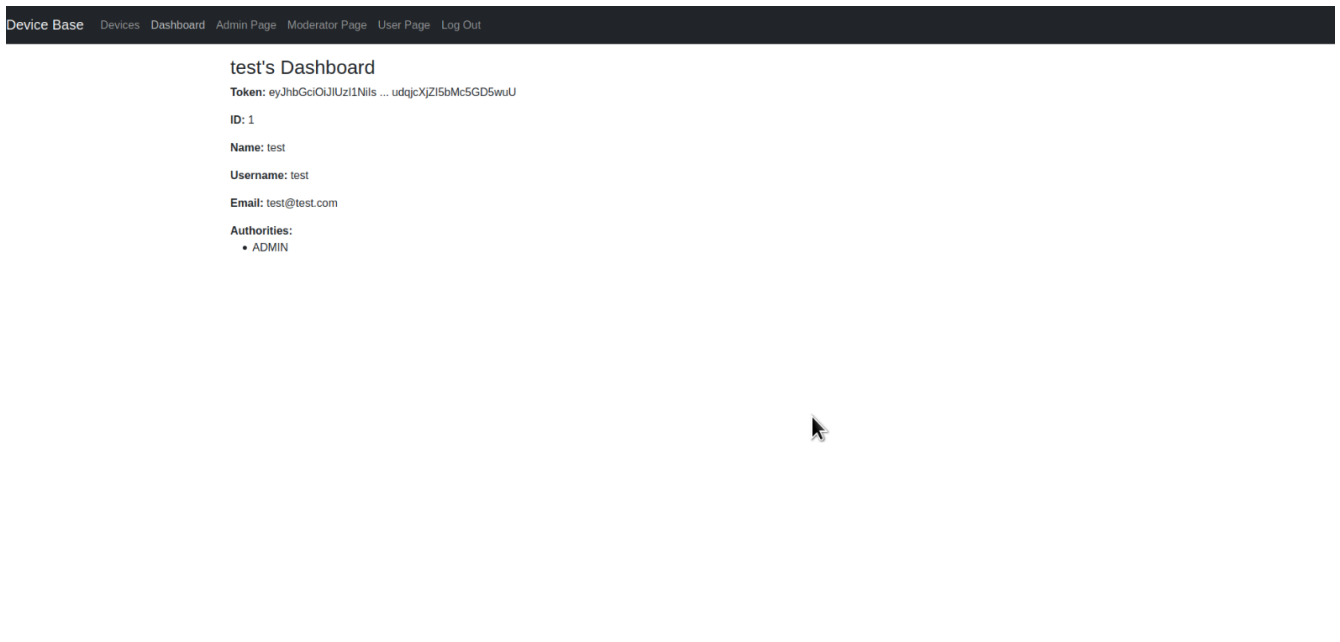 Device Base Devices Dashboard Admin Page Moderator Page User Page Log Out
test's Dashboard
Token: eyJhbGciOiJIUzI1NiIs ... udqjcXjZI5bMc5GD5wuU
ID: 1
Name: test
Username: test
Email: test@test.com
Authorities:
• ADMIN